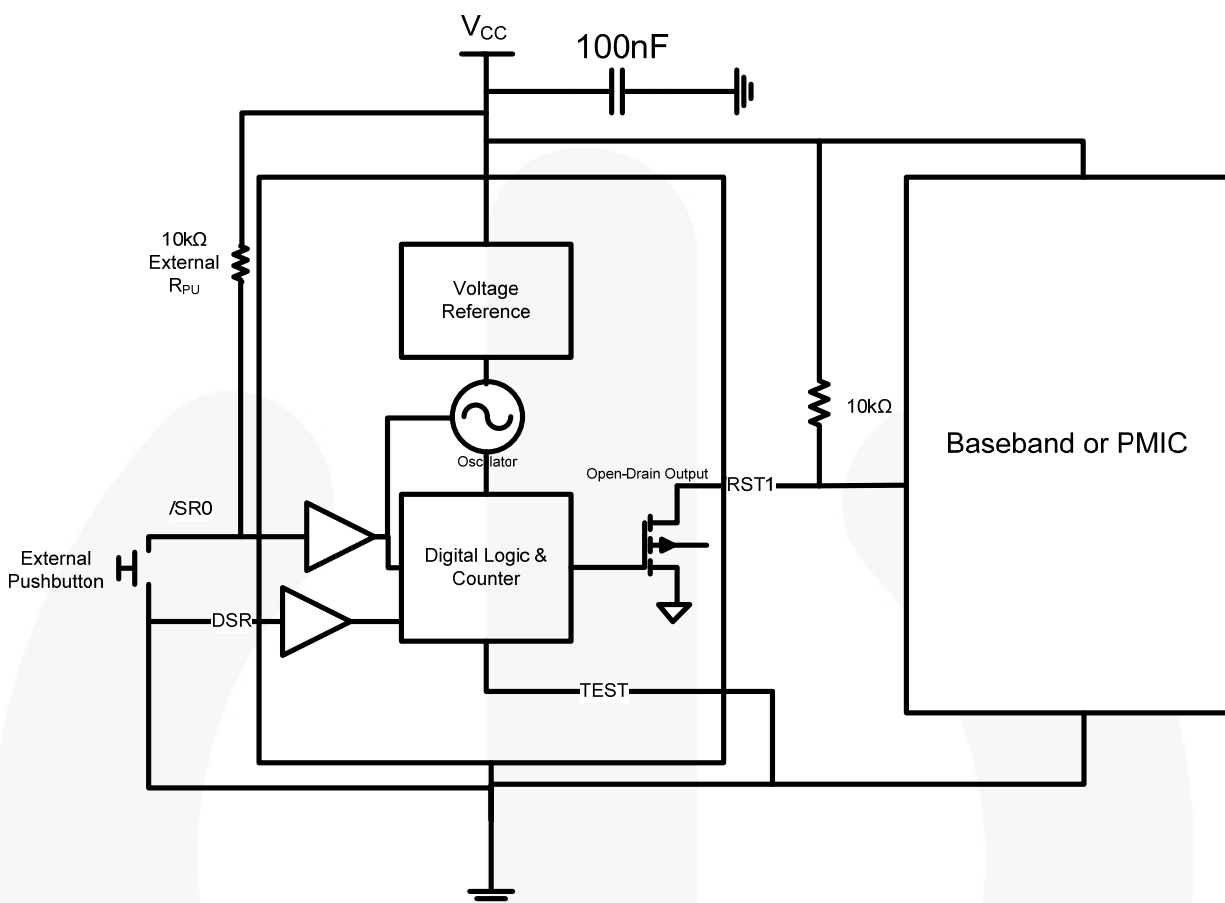 VCC
100nF
10kΩ
External
RPU
Voltage
Reference
Oscillator
10kΩ
Baseband or PMIC
Open-Drain Output
/RST1
/SR0
Digital Logic &
Counter
External
Pushbutton
DSR
TEST